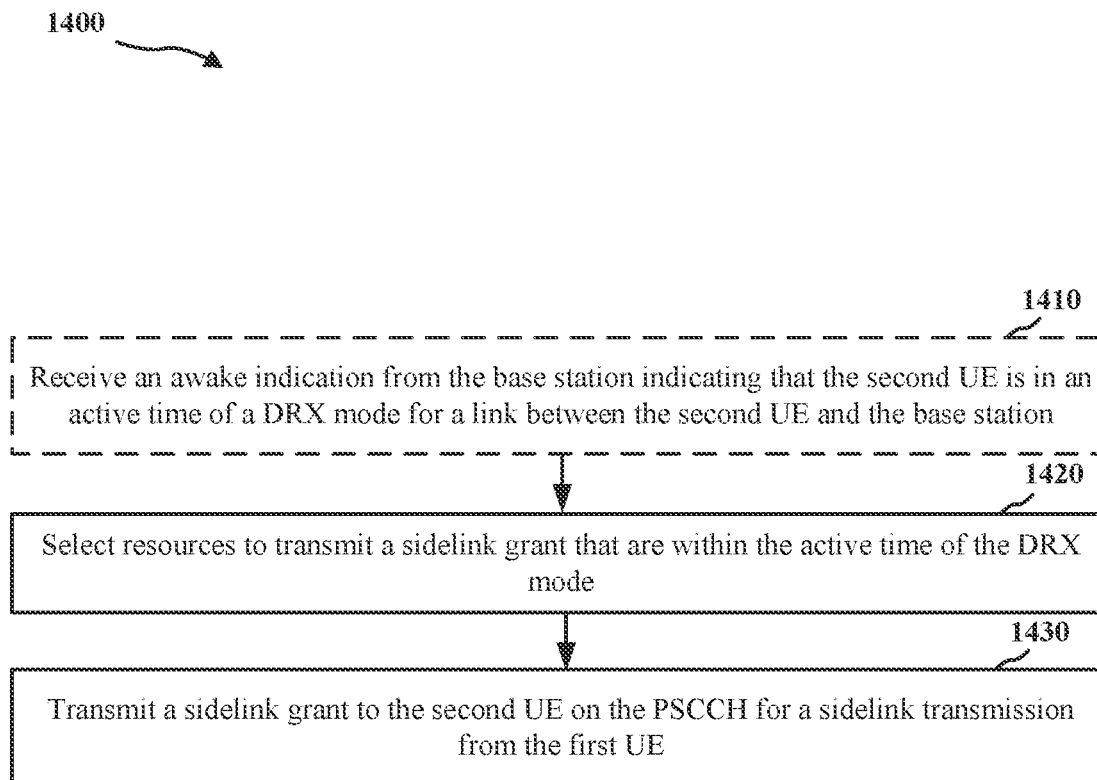 1400
1410
Receive an awake indication from the base station indicating that the second UE is in an
active time of a DRX mode for a link between the second UE and the base station
1420
Select resources to transmit a sidelink grant that are within the active time of the DRX
mode
1430
Transmit a sidelink grant to the second UE on the PSCCH for a sidelink transmission
from the first UE